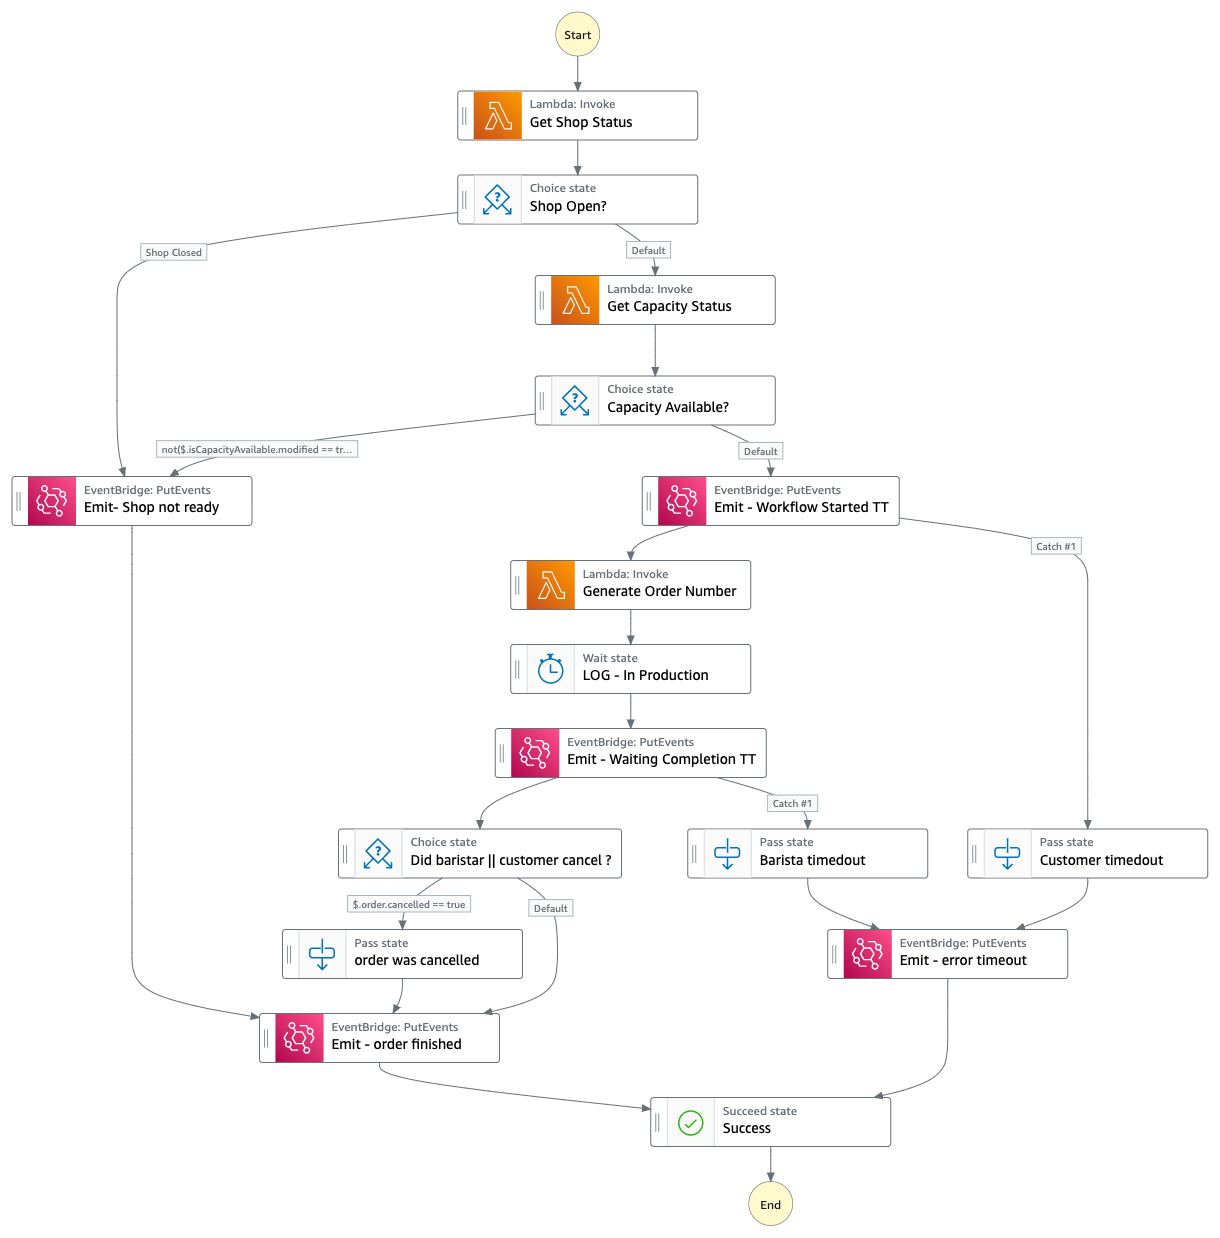 Start
Lambda: Invoke
Get Shop Status
Choice state
Shop Open?
Shop Closed
Default
Lambda: Invoke
Get Capacity Status
Choice state
Capacity Available?
not($.isCapacityAvailable.modified == tr...
Default
EventBridge: PutEvents
Emit- Shop not ready
EventBridge: PutEvents
Emit - Workflow Started TT
Catch #1
Lambda: Invoke
Generate Order Number
Wait state
LOG - In Production
EventBridge: PutEvents
Emit - Waiting Completion TT
Catch #1
Choice state
Did baristar || customer cancel ?
Pass state
Barista timedout
Pass state
Customer timedout
$.order.cancelled == true
Default
Pass state
order was cancelled
EventBridge: PutEvents
Emit - error timeout
EventBridge: PutEvents
Emit - order finished
Succeed state
Success
End